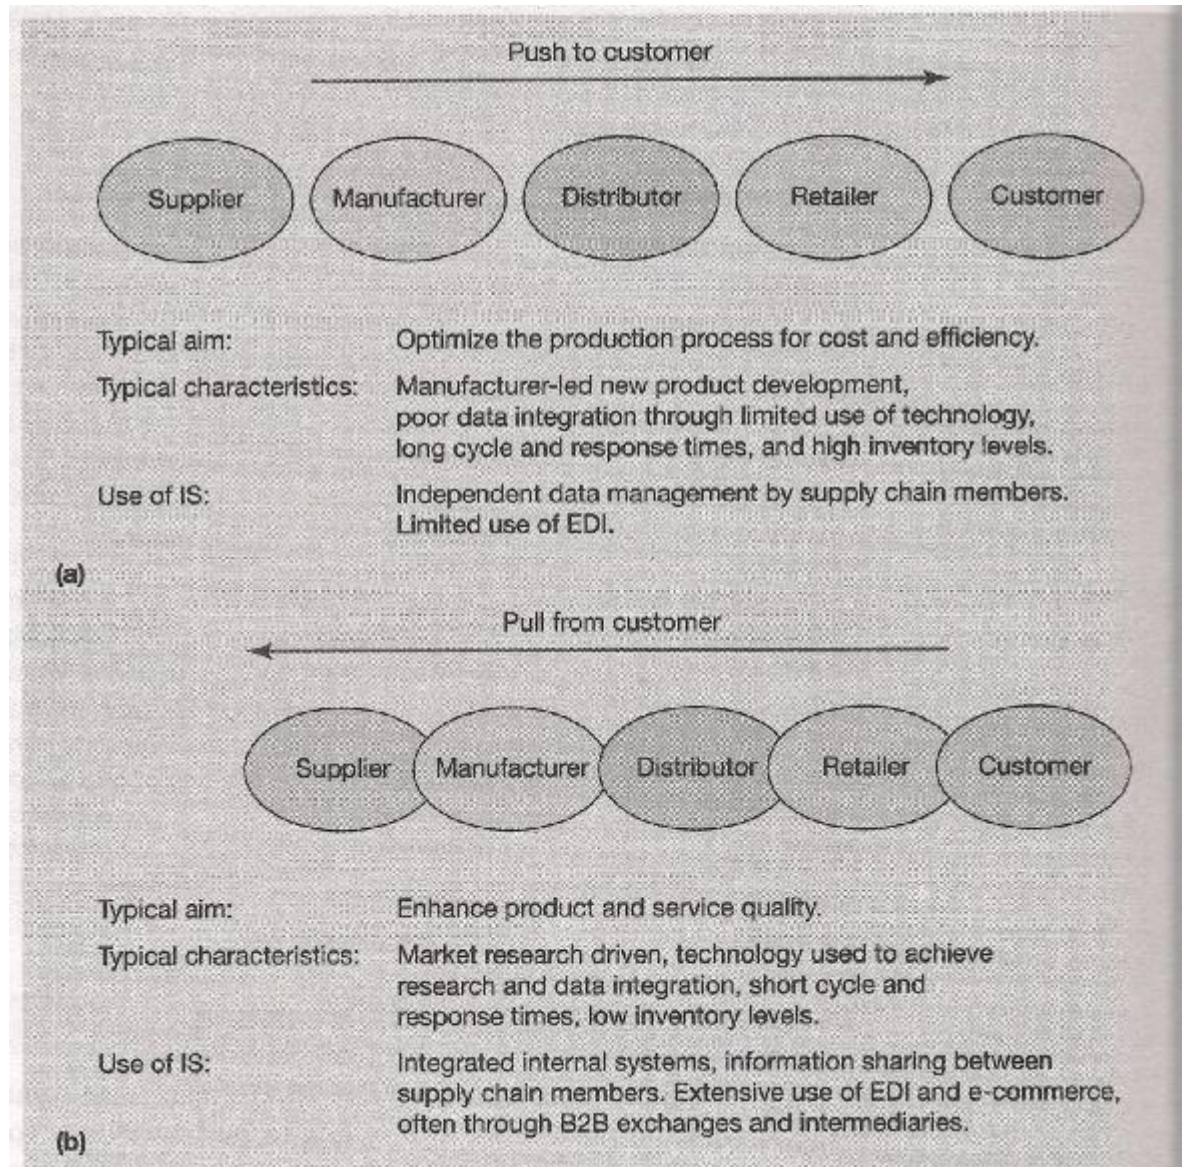 Push to customer
Supplier Manufacturer Distributor Retailer Customer
Typical aim: Optimize the production process for cost and efficiency.
Typical characteristics: Manufacturer-led new product development,
poor data integration through limited use of technology,
long cycle and response times, and high inventory levels.
Use of IS: Independent data management by supply chain members.
Limited use of EDI.
(a)
Pull from customer
Supplier Manufacturer Distributor Retailer Customer
Typical aim: Enhance product and service quality.
Typical characteristics: Market research driven, technology used to achieve
research and data integration, short cycle and
response times, low inventory levels.
Use of IS: Integrated internal systems, information sharing between
supply chain members. Extensive use of EDI and e-commerce,
often through B2B exchanges and intermediaries.
(b)